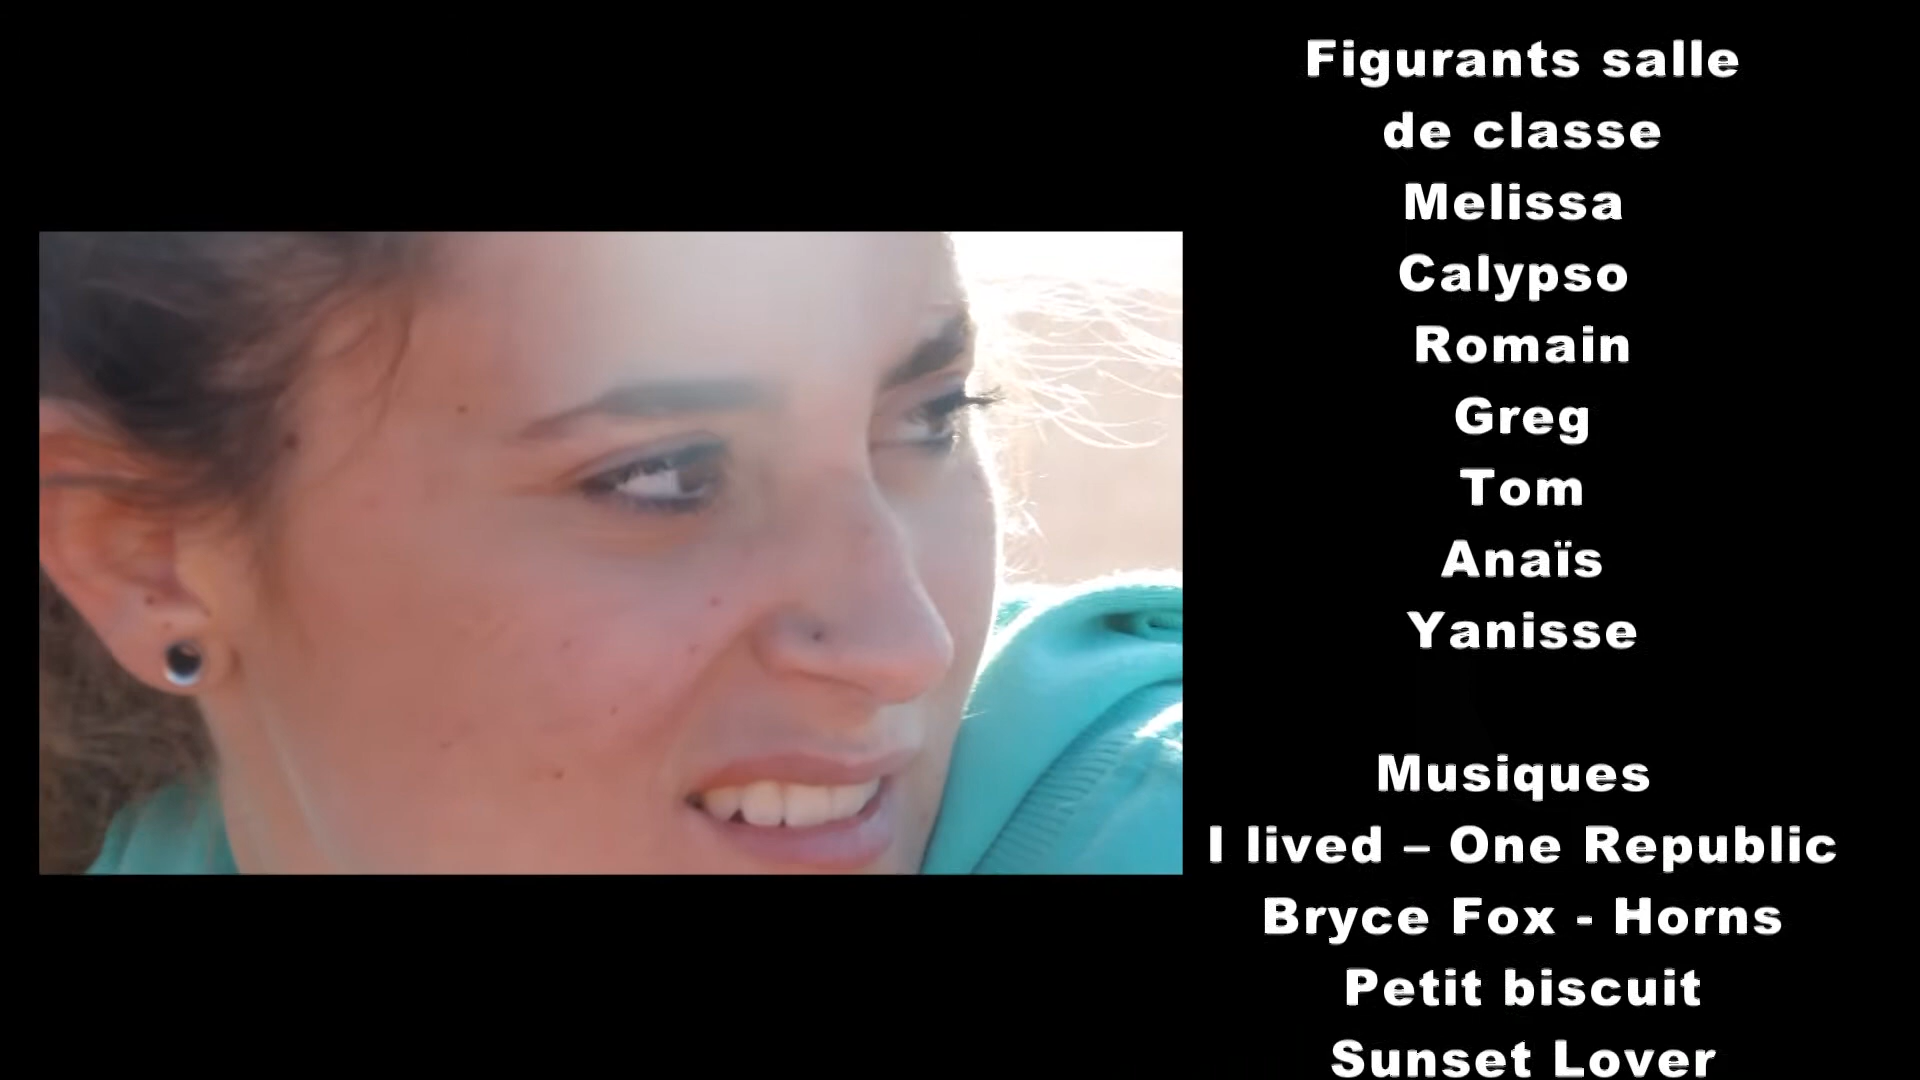 Figurants salle
de classe
Melissa
Calypso
Romain
Greg
Tom
Anaïs
Yanisse
Musiques
I lived – One Republic
Bryce Fox - Horns
Petit biscuit
Sunset Lover